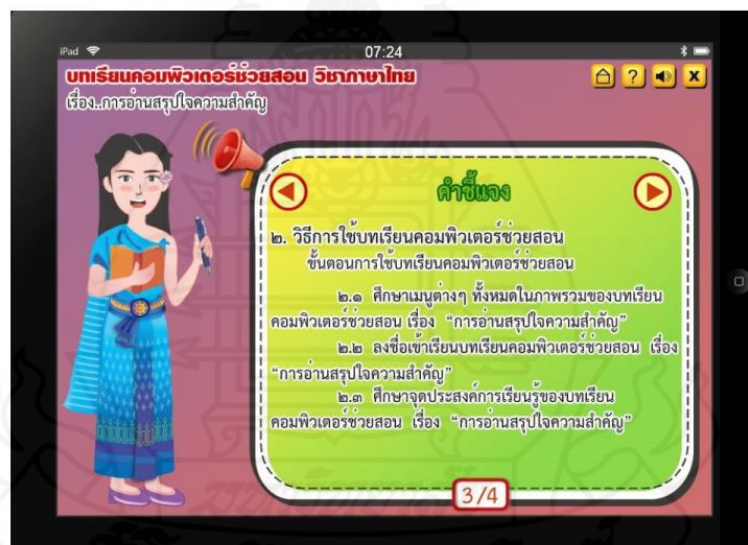 iPad 07:24
บทเรียนคอมพิวเตอร์ช่วยสอน วิชาภาษาไทย
? x
เรื่อง..การอ่านสรุปใจความสำคัญ
คำชี้แจง
๒. วิธีการใช้บทเรียนคอมพิวเตอร์ช่วยสอน
ขั้นตอนการใช้บทเรียนคอมพิวเตอร์ช่วยสอน
๒.๑ ศึกษาเมนูต่างๆ ทั้งหมดในภาพรวมของบทเรียน
คอมพิวเตอร์ช่วยสอน เรื่อง “การอ่านสรุปใจความสำคัญ”
๒.๒ ลงชื่อเข้าเรียนบทเรียนคอมพิวเตอร์ช่วยสอน เรื่อง
“การอ่านสรุปใจความสำคัญ”
๒.๓ ศึกษาจุดประสงค์การเรียนรู้ของบทเรียน
คอมพิวเตอร์ช่วยสอน เรื่อง “การอ่านสรุปใจความสำคัญ”
3/4